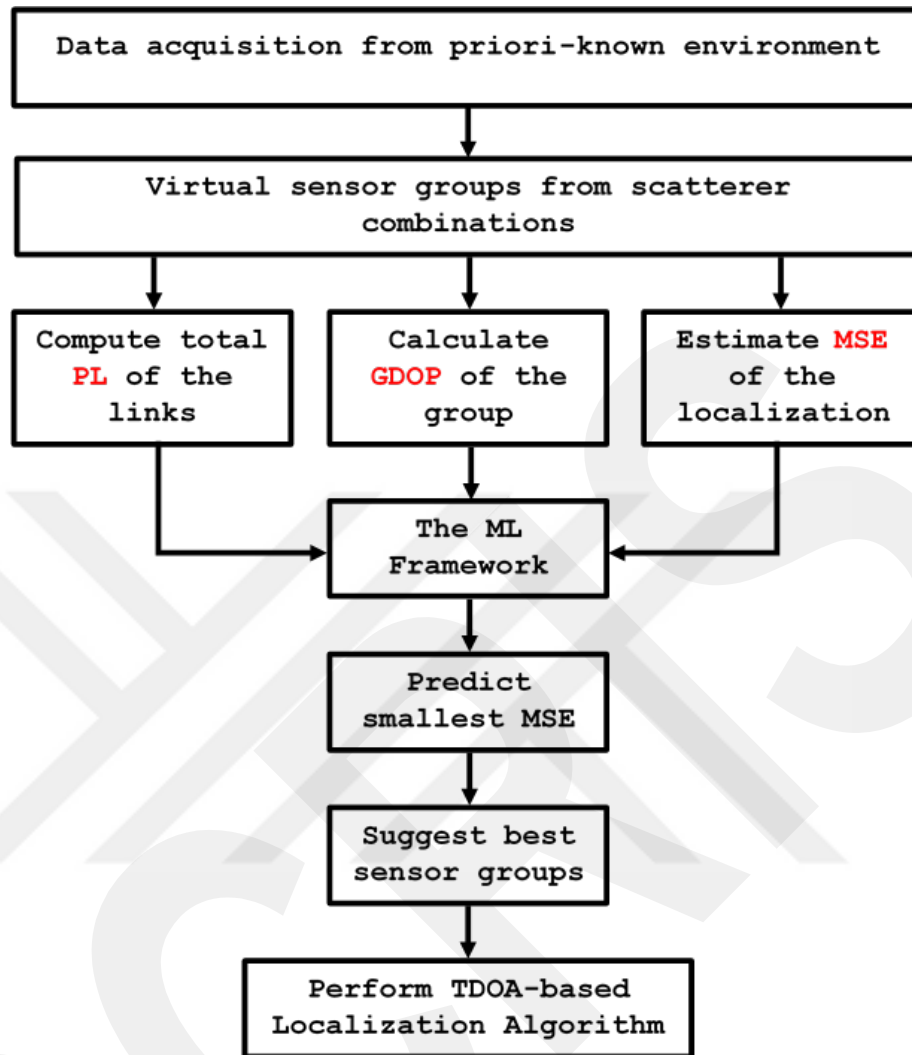 Data acquisition from priori-known environment
Virtual sensor groups from scatterer
combinations
Compute total
PL of the
links
Calculate
GDOP of the
group
Estimate MSE
of the
localization
The ML
Framework
Predict
smallest MSE
Suggest best
sensor groups
Perform TDOA-based
Localization Algorithm